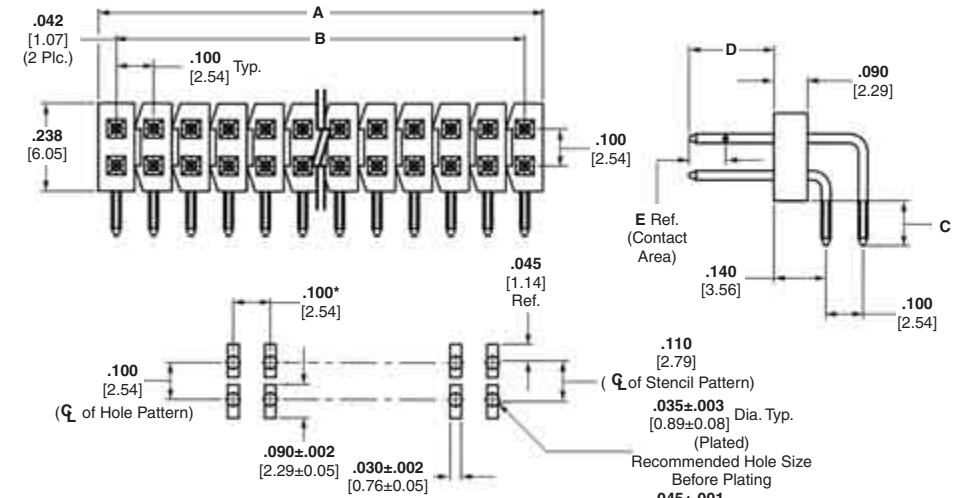 A
.042
[1.07]
(2 Plc.)
B
.100
[2.54] Typ.
.238
[6.05]
.100
[2.54]
D
.090
[2.29]
E Ref.
(Contact
Area)
C
.140
[3.56]
.100
[2.54]
.045
[1.14]
Ref.
.100*
[2.54]
.100
[2.54]
(℄ of Hole Pattern)
.110
[2.79]
( ℄ of Stencil Pattern)
.035±.003
[0.89±0.08] Dia. Typ.
(Plated)
Recommended Hole Size
Before Plating
.045±.001
.090±.002
[2.29±0.05]
.030±.002
[0.76±0.05]